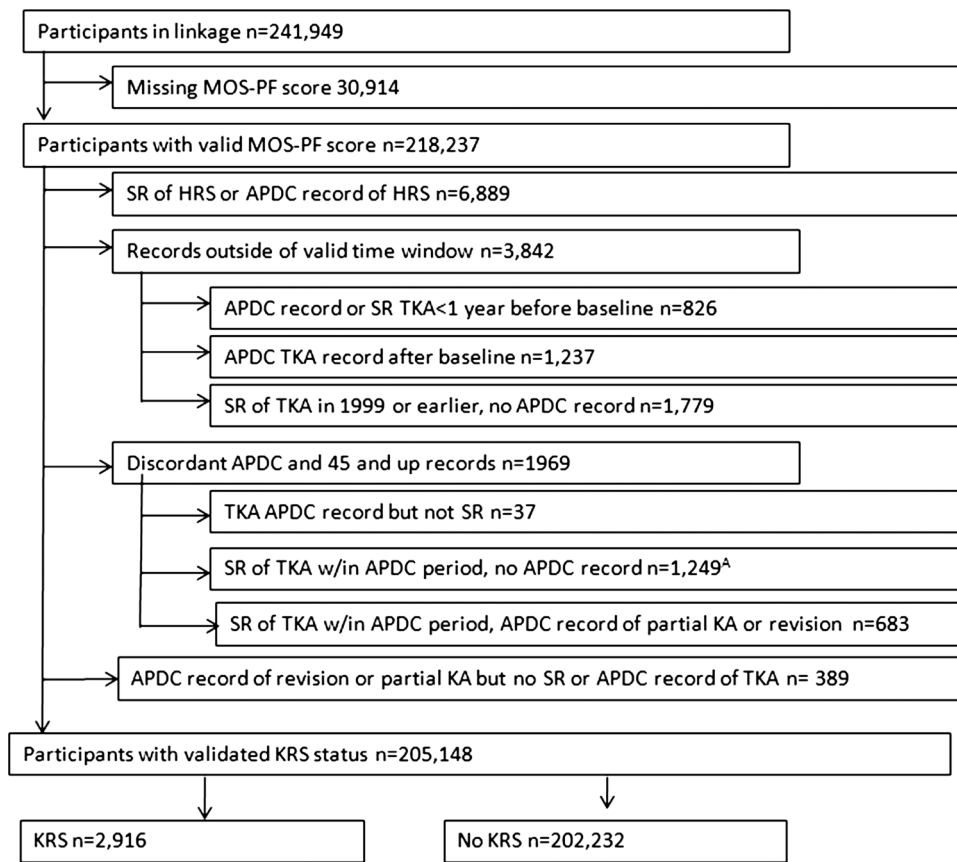 Participants in linkage n=241,949
Missing MOS-PF score 30,914
Participants with valid MOS-PF score n=218,237
SR of HRS or APDC record of HRS n=6,889
Records outside of valid time window n=3,842
APDC record or SR TKA<1 year before baseline n=826
APDC TKA record after baseline n=1,237
SR of TKA in 1999 or earlier, no APDC record n=1,779
Discordant APDC and 45 and up records n=1969
TKA APDC record but not SR n=37
SR of TKA w/in APDC period, no APDC record n=1,249ᴬ
SR of TKA w/in APDC period, APDC record of partial KA or revision n=683
APDC record of revision or partial KA but no SR or APDC record of TKA n= 389
Participants with validated KRS status n=205,148
KRS n=2,916
No KRS n=202,232